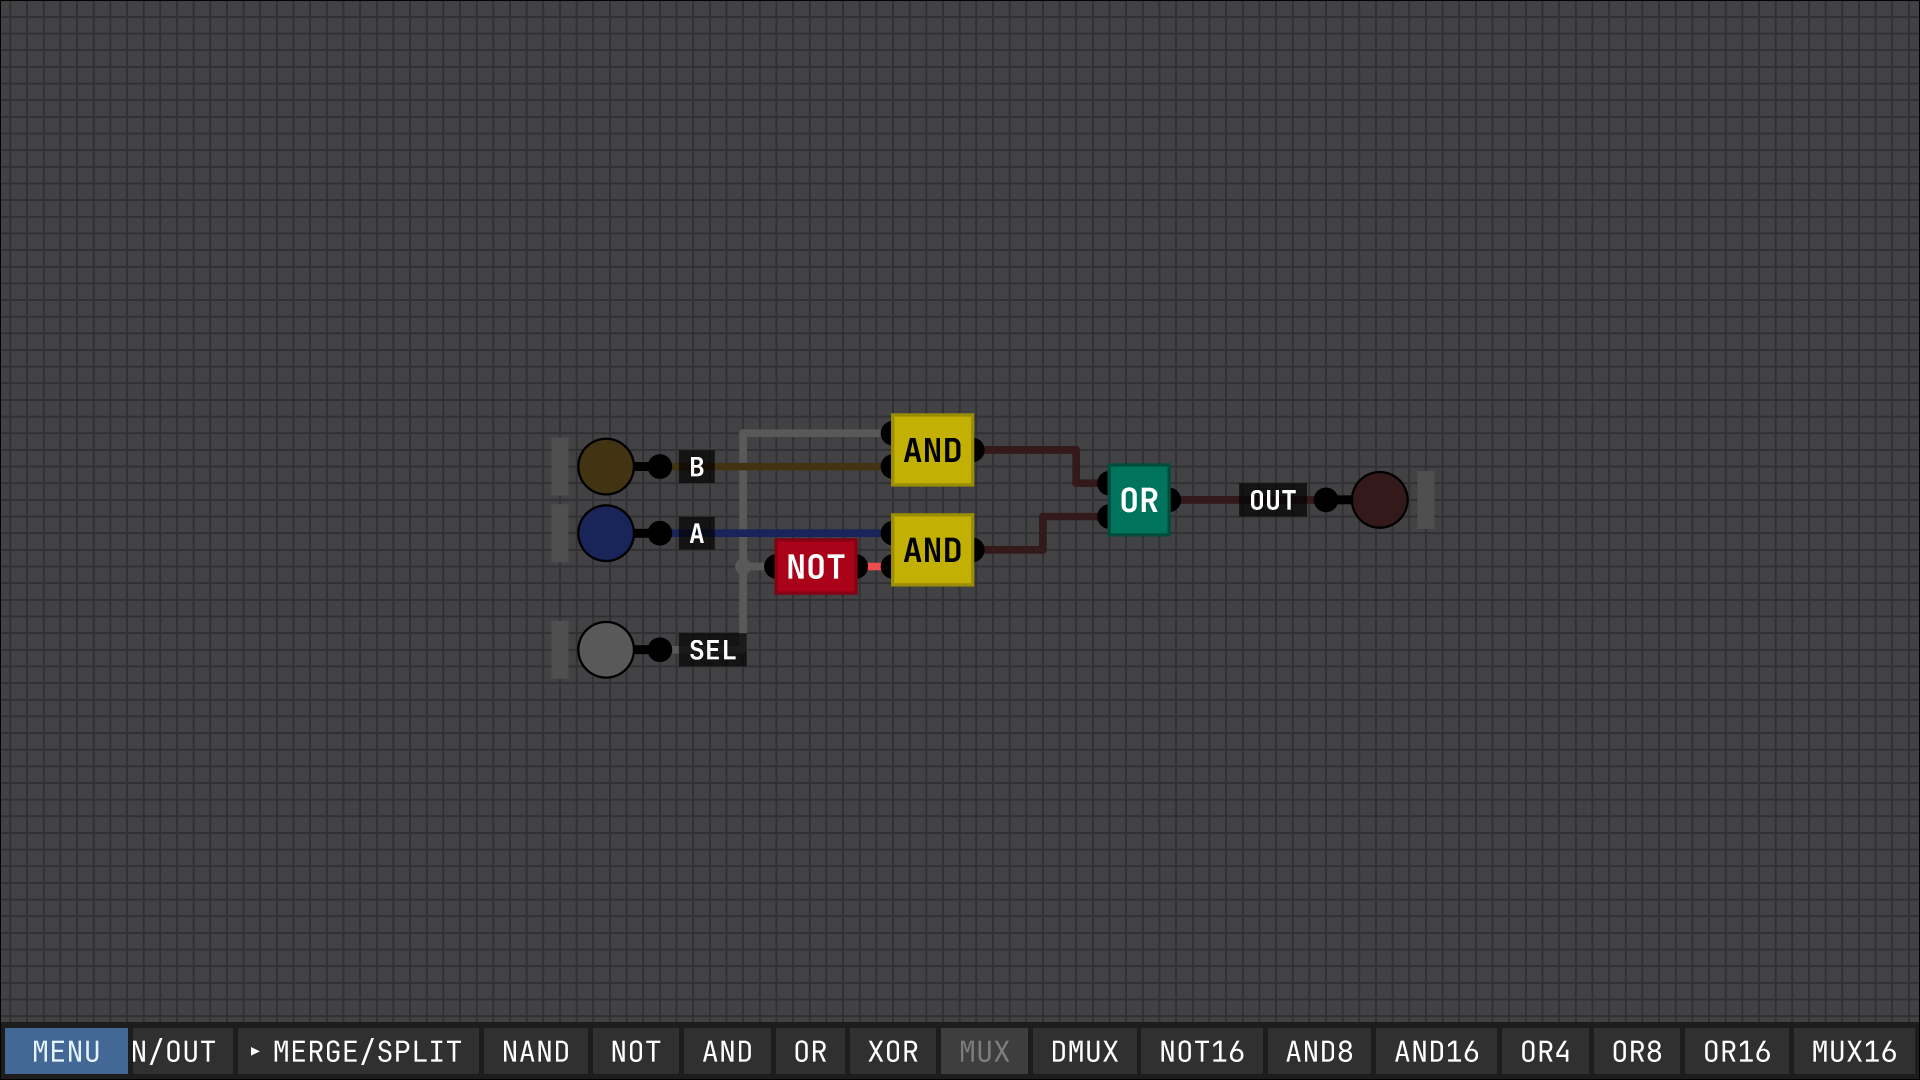 B
AND
A
NOT
AND
OR
OUT
SEL
MENU N/OUT ▸ MERGE/SPLIT NAND NOT AND OR XOR MUX DMUX NOT16 AND8 AND16 OR4 OR8 OR16 MUX16